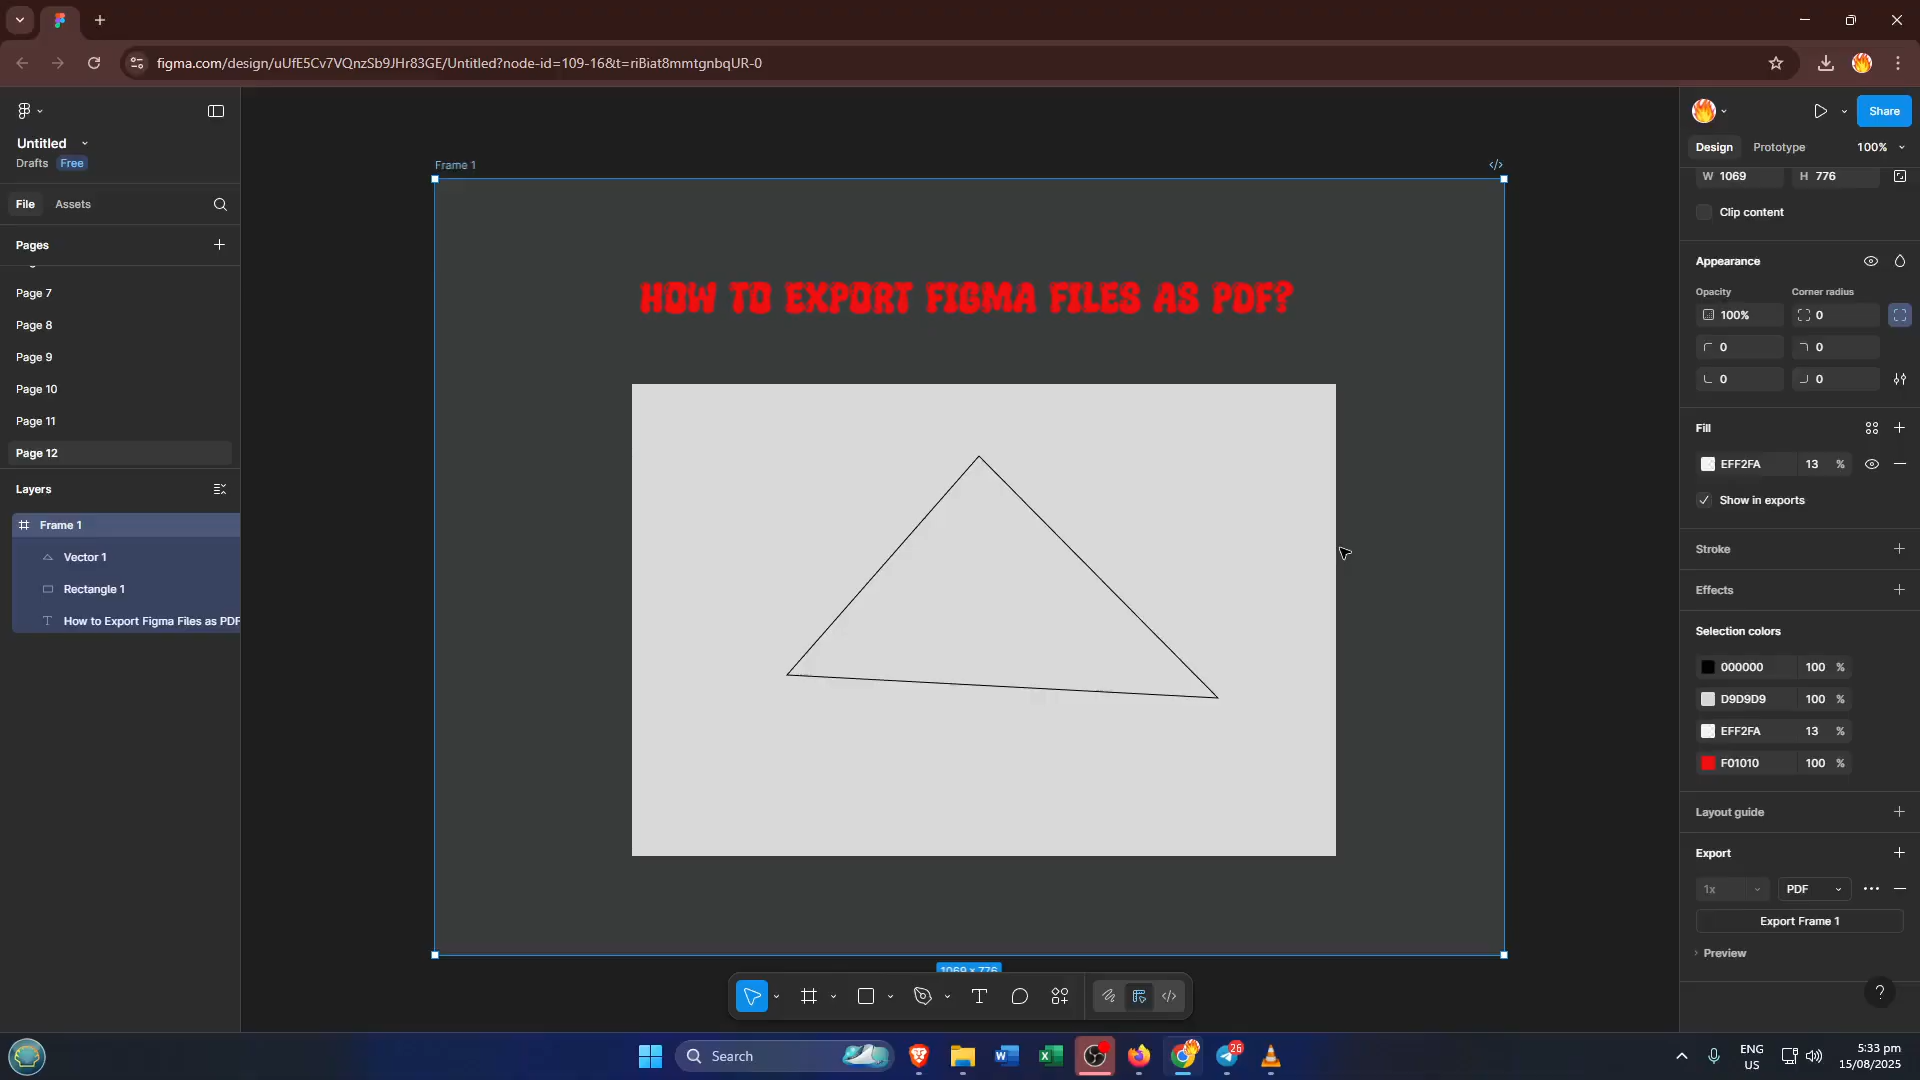 figma.com/design/uUfE5Cv7VQnzSb9JHr83GE/Untitled?node-id=109-16&t=riBiat8mmtgnbqUR-0
Untitled
Drafts Free
File Assets
Pages
Page 7
Page 8
Page 9
Page 10
Page 11
Page 12
Layers
Frame 1
Vector 1
Rectangle 1
How to Export Figma Files as PDF
Frame 1
HOW TO EXPORT FIGMA FILES AS PDF?
1069 x 776
Share
Design Prototype 100%
W 1069 H 776
Clip content
Appearance
Opacity Corner radius
100% 0
0 0
0 0
Fill
EFF2FA 13 %
Show in exports
Stroke
Effects
Selection colors
000000 100 %
D9D9D9 100 %
EFF2FA 13 %
F01010 100 %
Layout guide
Export
1x PDF
Export Frame 1
Preview
?
Search
26
ENG
US
5:33 pm
15/08/2025